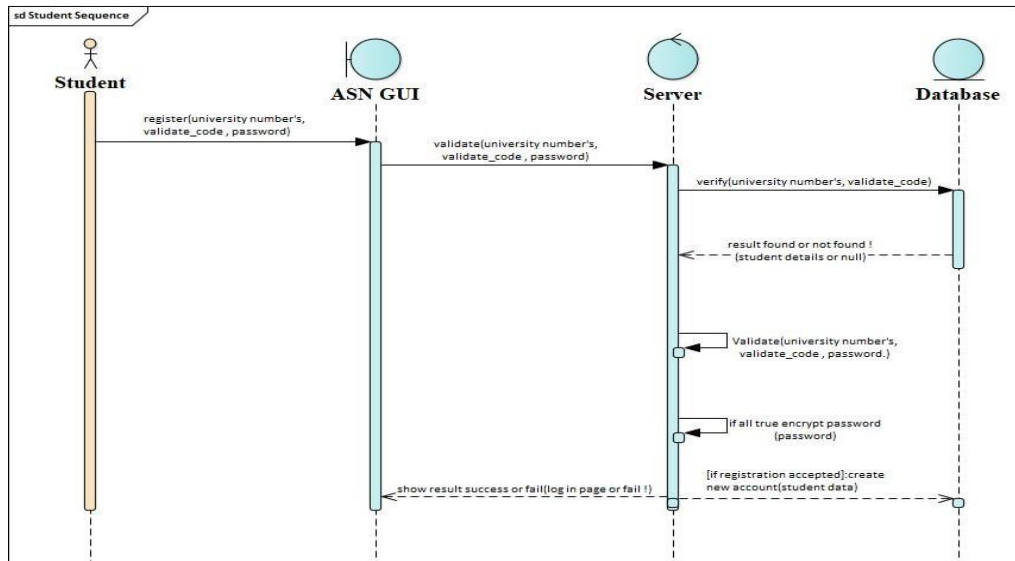 sd Student Sequence
Student
ASN GUI
Server
Database
register(university number's,
validate_code , password)
validate(university number's,
validate_code , password)
verify(university number's, validate_code)
result found or not found !
(student details or null)
Validate(university number's,
validate_code , password.)
if all true encrypt password
(password)
show result success or fail(log in page or fail !)
[if registration accepted]:create
new account(student data)